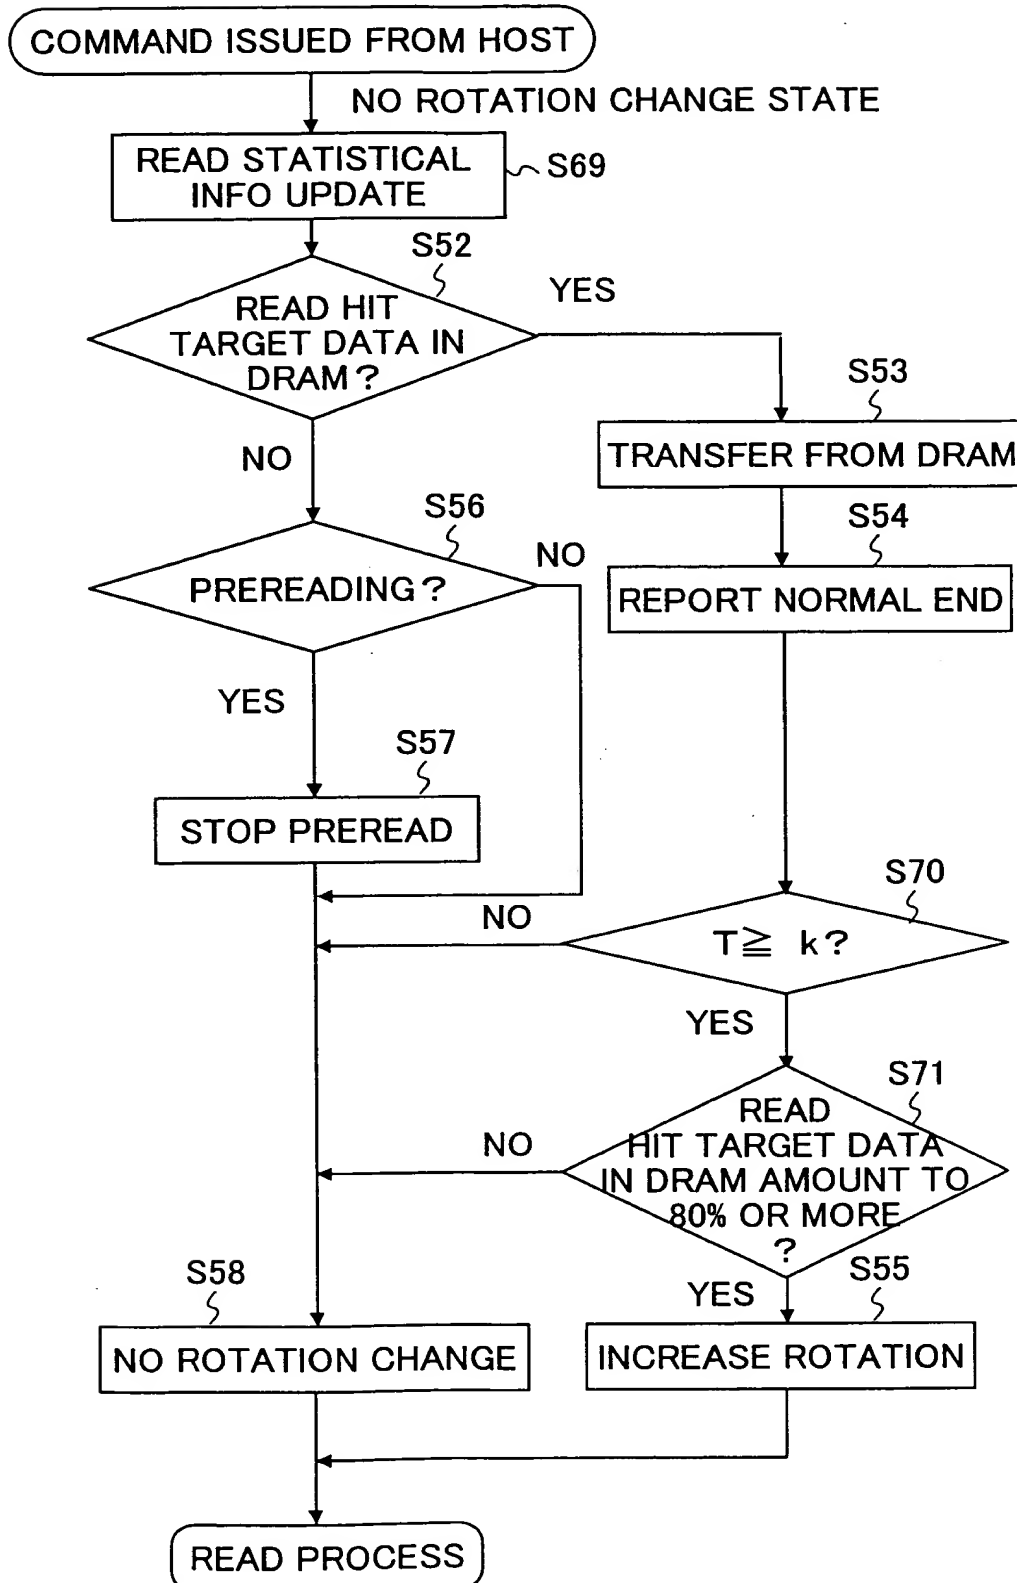 COMMAND ISSUED FROM HOST
NO ROTATION CHANGE STATE
READ STATISTICAL
INFO UPDATE
S69
S52
READ HIT
TARGET DATA IN
DRAM?
YES
NO
S53
TRANSFER FROM DRAM
S54
REPORT NORMAL END
S56
PREREADING?
NO
YES
S57
STOP PREREAD
S70
T≧ k?
NO
YES
S71
READ
HIT TARGET DATA
IN DRAM AMOUNT TO
80% OR MORE
?
NO
YES
S58
NO ROTATION CHANGE
S55
INCREASE ROTATION
READ PROCESS